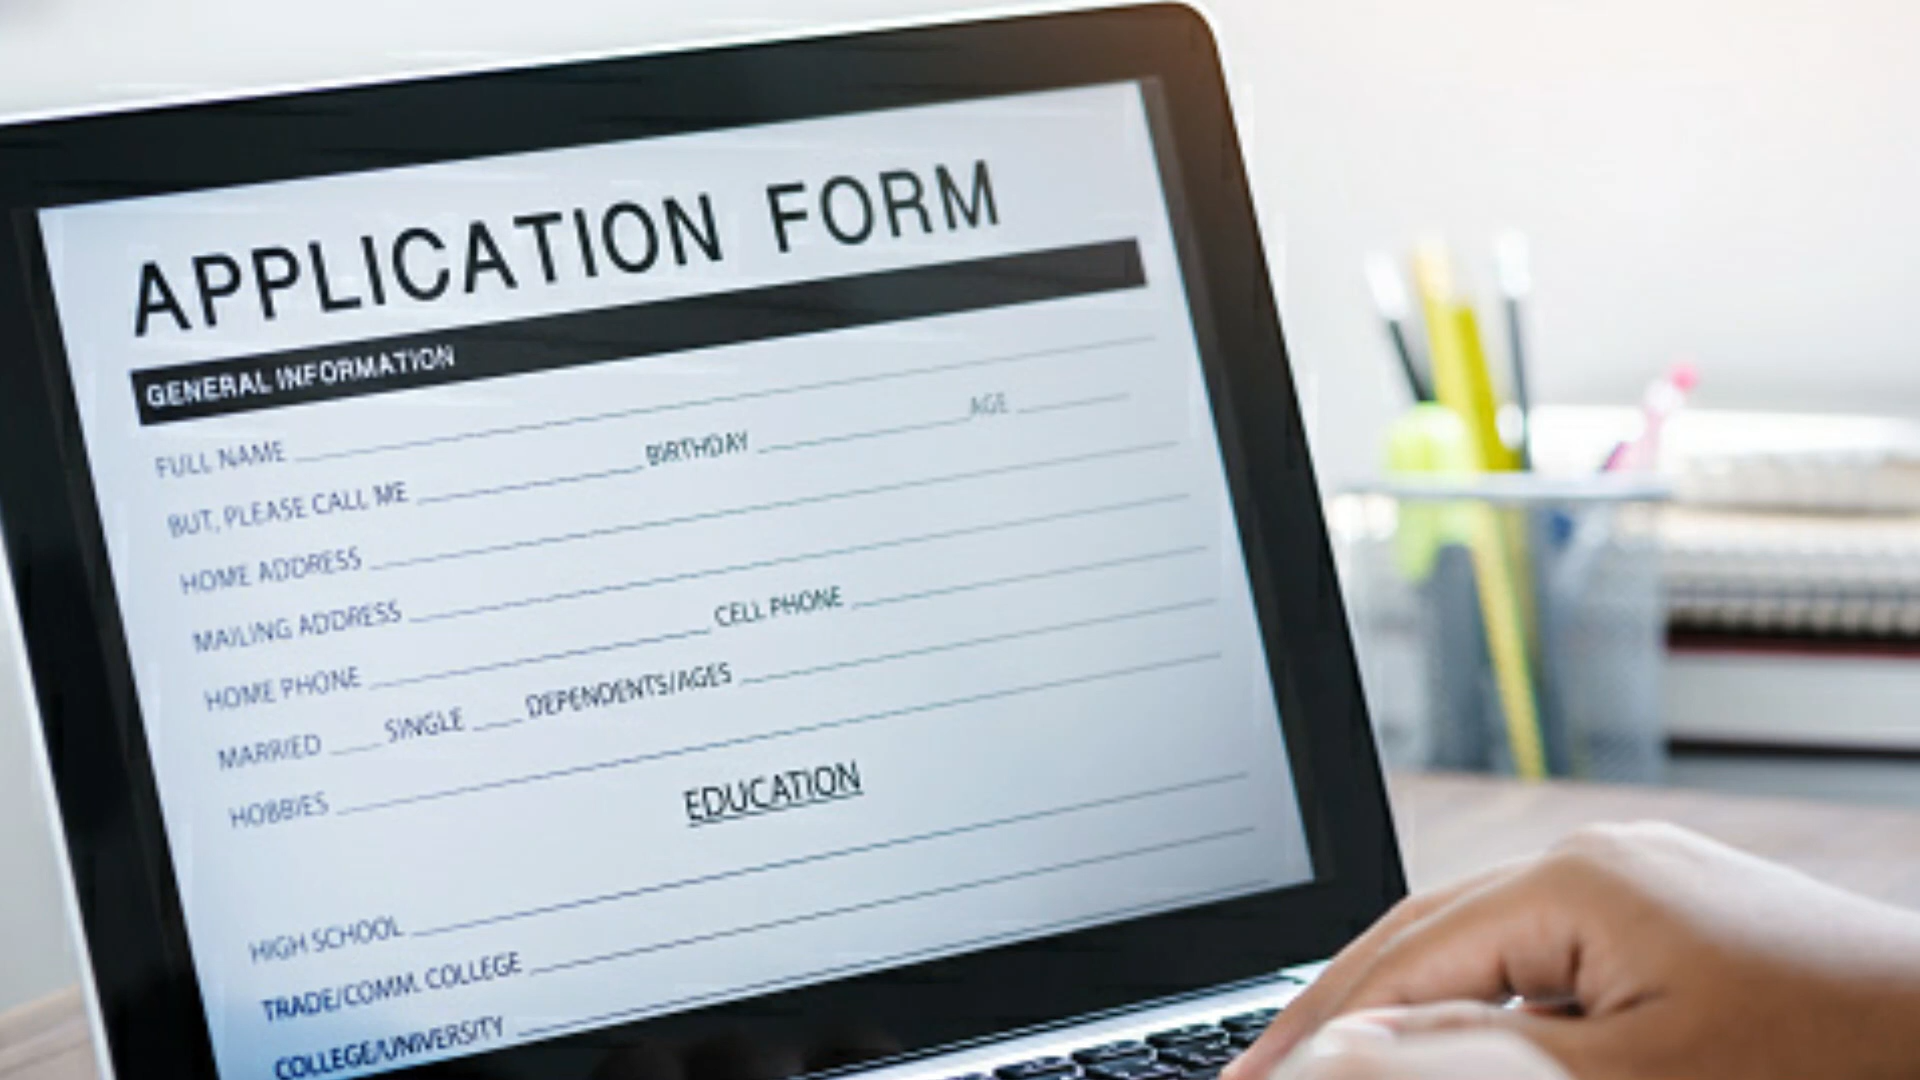 APPLICATION FORM
GENERAL INFORMATION
FULL NAME
BUT, PLEASE CALL ME BIRTHDAY AGE
HOME ADDRESS
MAILING ADDRESS
HOME PHONE CELL PHONE
MARRIED SINGLE DEPENDENTS/AGES
HOBBIES
EDUCATION
HIGH SCHOOL
TRADE/COMM. COLLEGE
COLLEGE/UNIVERSITY